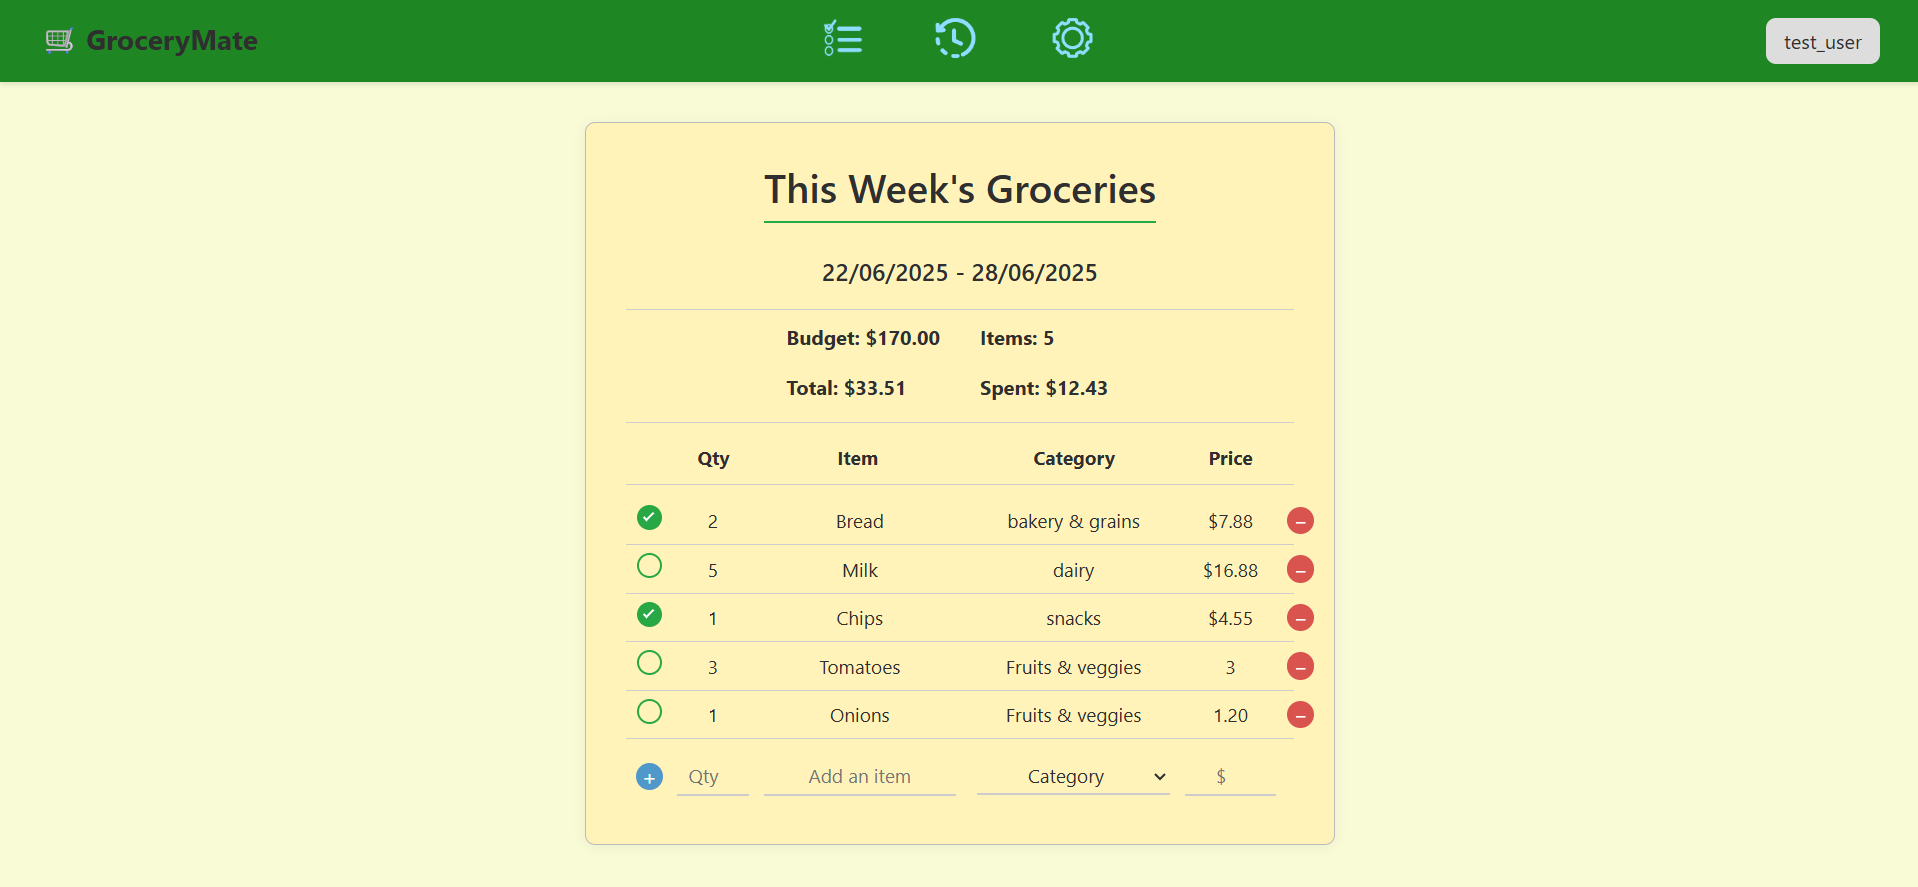 GroceryMate
test_user
This Week's Groceries
22/06/2025 - 28/06/2025
Budget: $170.00 Items: 5
Total: $33.51 Spent: $12.43
Qty Item Category Price
2 Bread bakery & grains $7.88 −
5 Milk dairy $16.88 −
1 Chips snacks $4.55 −
3 Tomatoes Fruits & veggies 3 −
1 Onions Fruits & veggies 1.20 −
+ Qty Add an item Category $